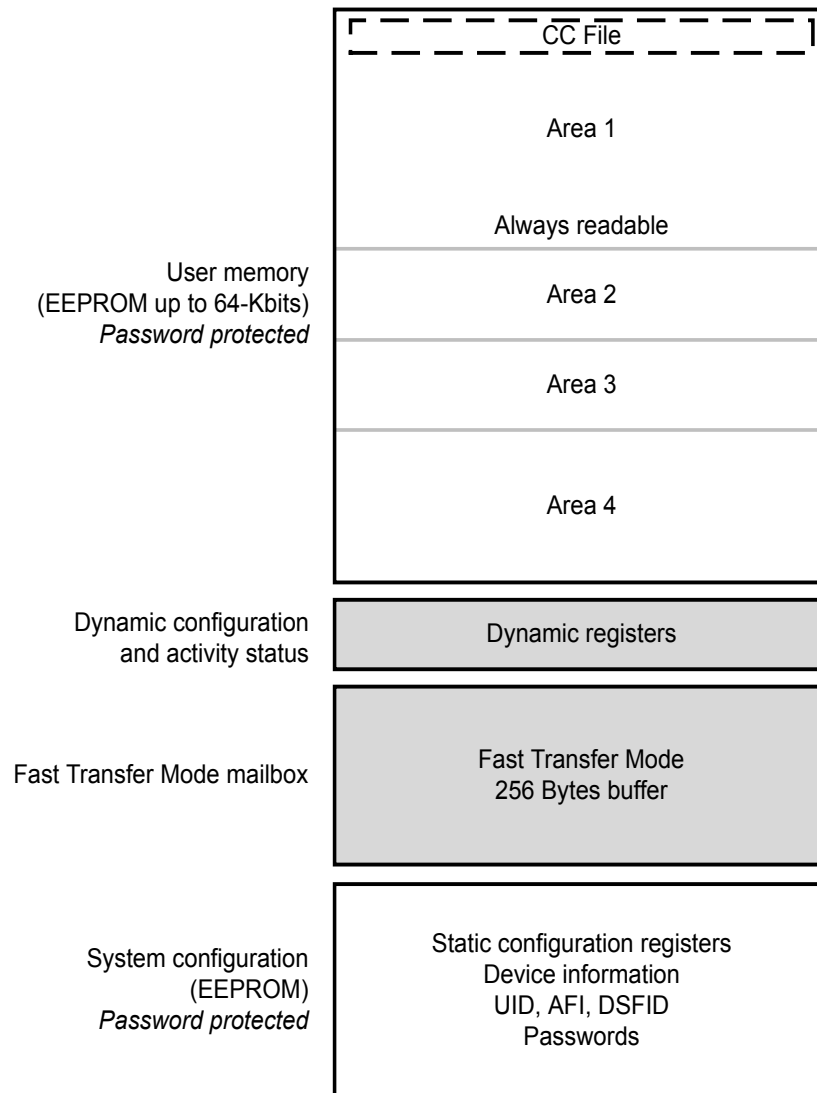 CC File
Area 1
Always readable
User memory
(EEPROM up to 64-Kbits)
Password protected
Area 2
Area 3
Area 4
Dynamic configuration
and activity status
Dynamic registers
Fast Transfer Mode mailbox
Fast Transfer Mode
256 Bytes buffer
System configuration
(EEPROM)
Password protected
Static configuration registers
Device information
UID, AFI, DSFID
Passwords